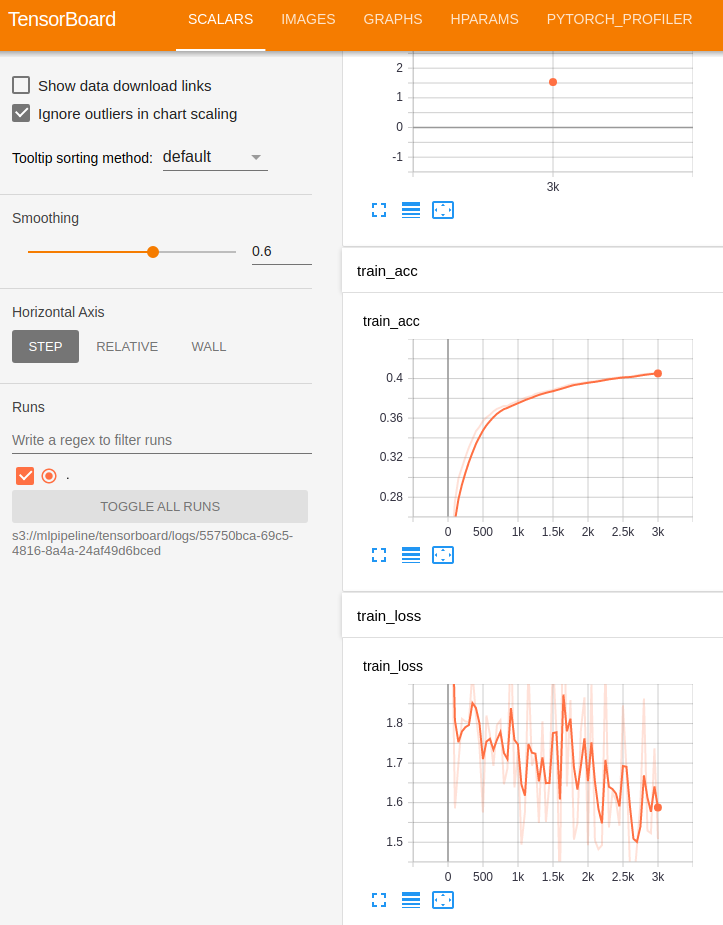 TensorBoard SCALARS IMAGES GRAPHS HPARAMS PYTORCH_PROFILER
Show data download links
Ignore outliers in chart scaling
Tooltip sorting method: default
Smoothing
0.6
Horizontal Axis
STEP RELATIVE WALL
Runs
Write a regex to filter runs
.
TOGGLE ALL RUNS
s3://mlpipeline/tensorboard/logs/55750bca-69c5-
4816-8a4a-24af49d6bced
2
1
0
-1
3k
train_acc
train_acc
0.4
0.36
0.32
0.28
0 500 1k 1.5k 2k 2.5k 3k
train_loss
train_loss
1.8
1.7
1.6
1.5
0 500 1k 1.5k 2k 2.5k 3k